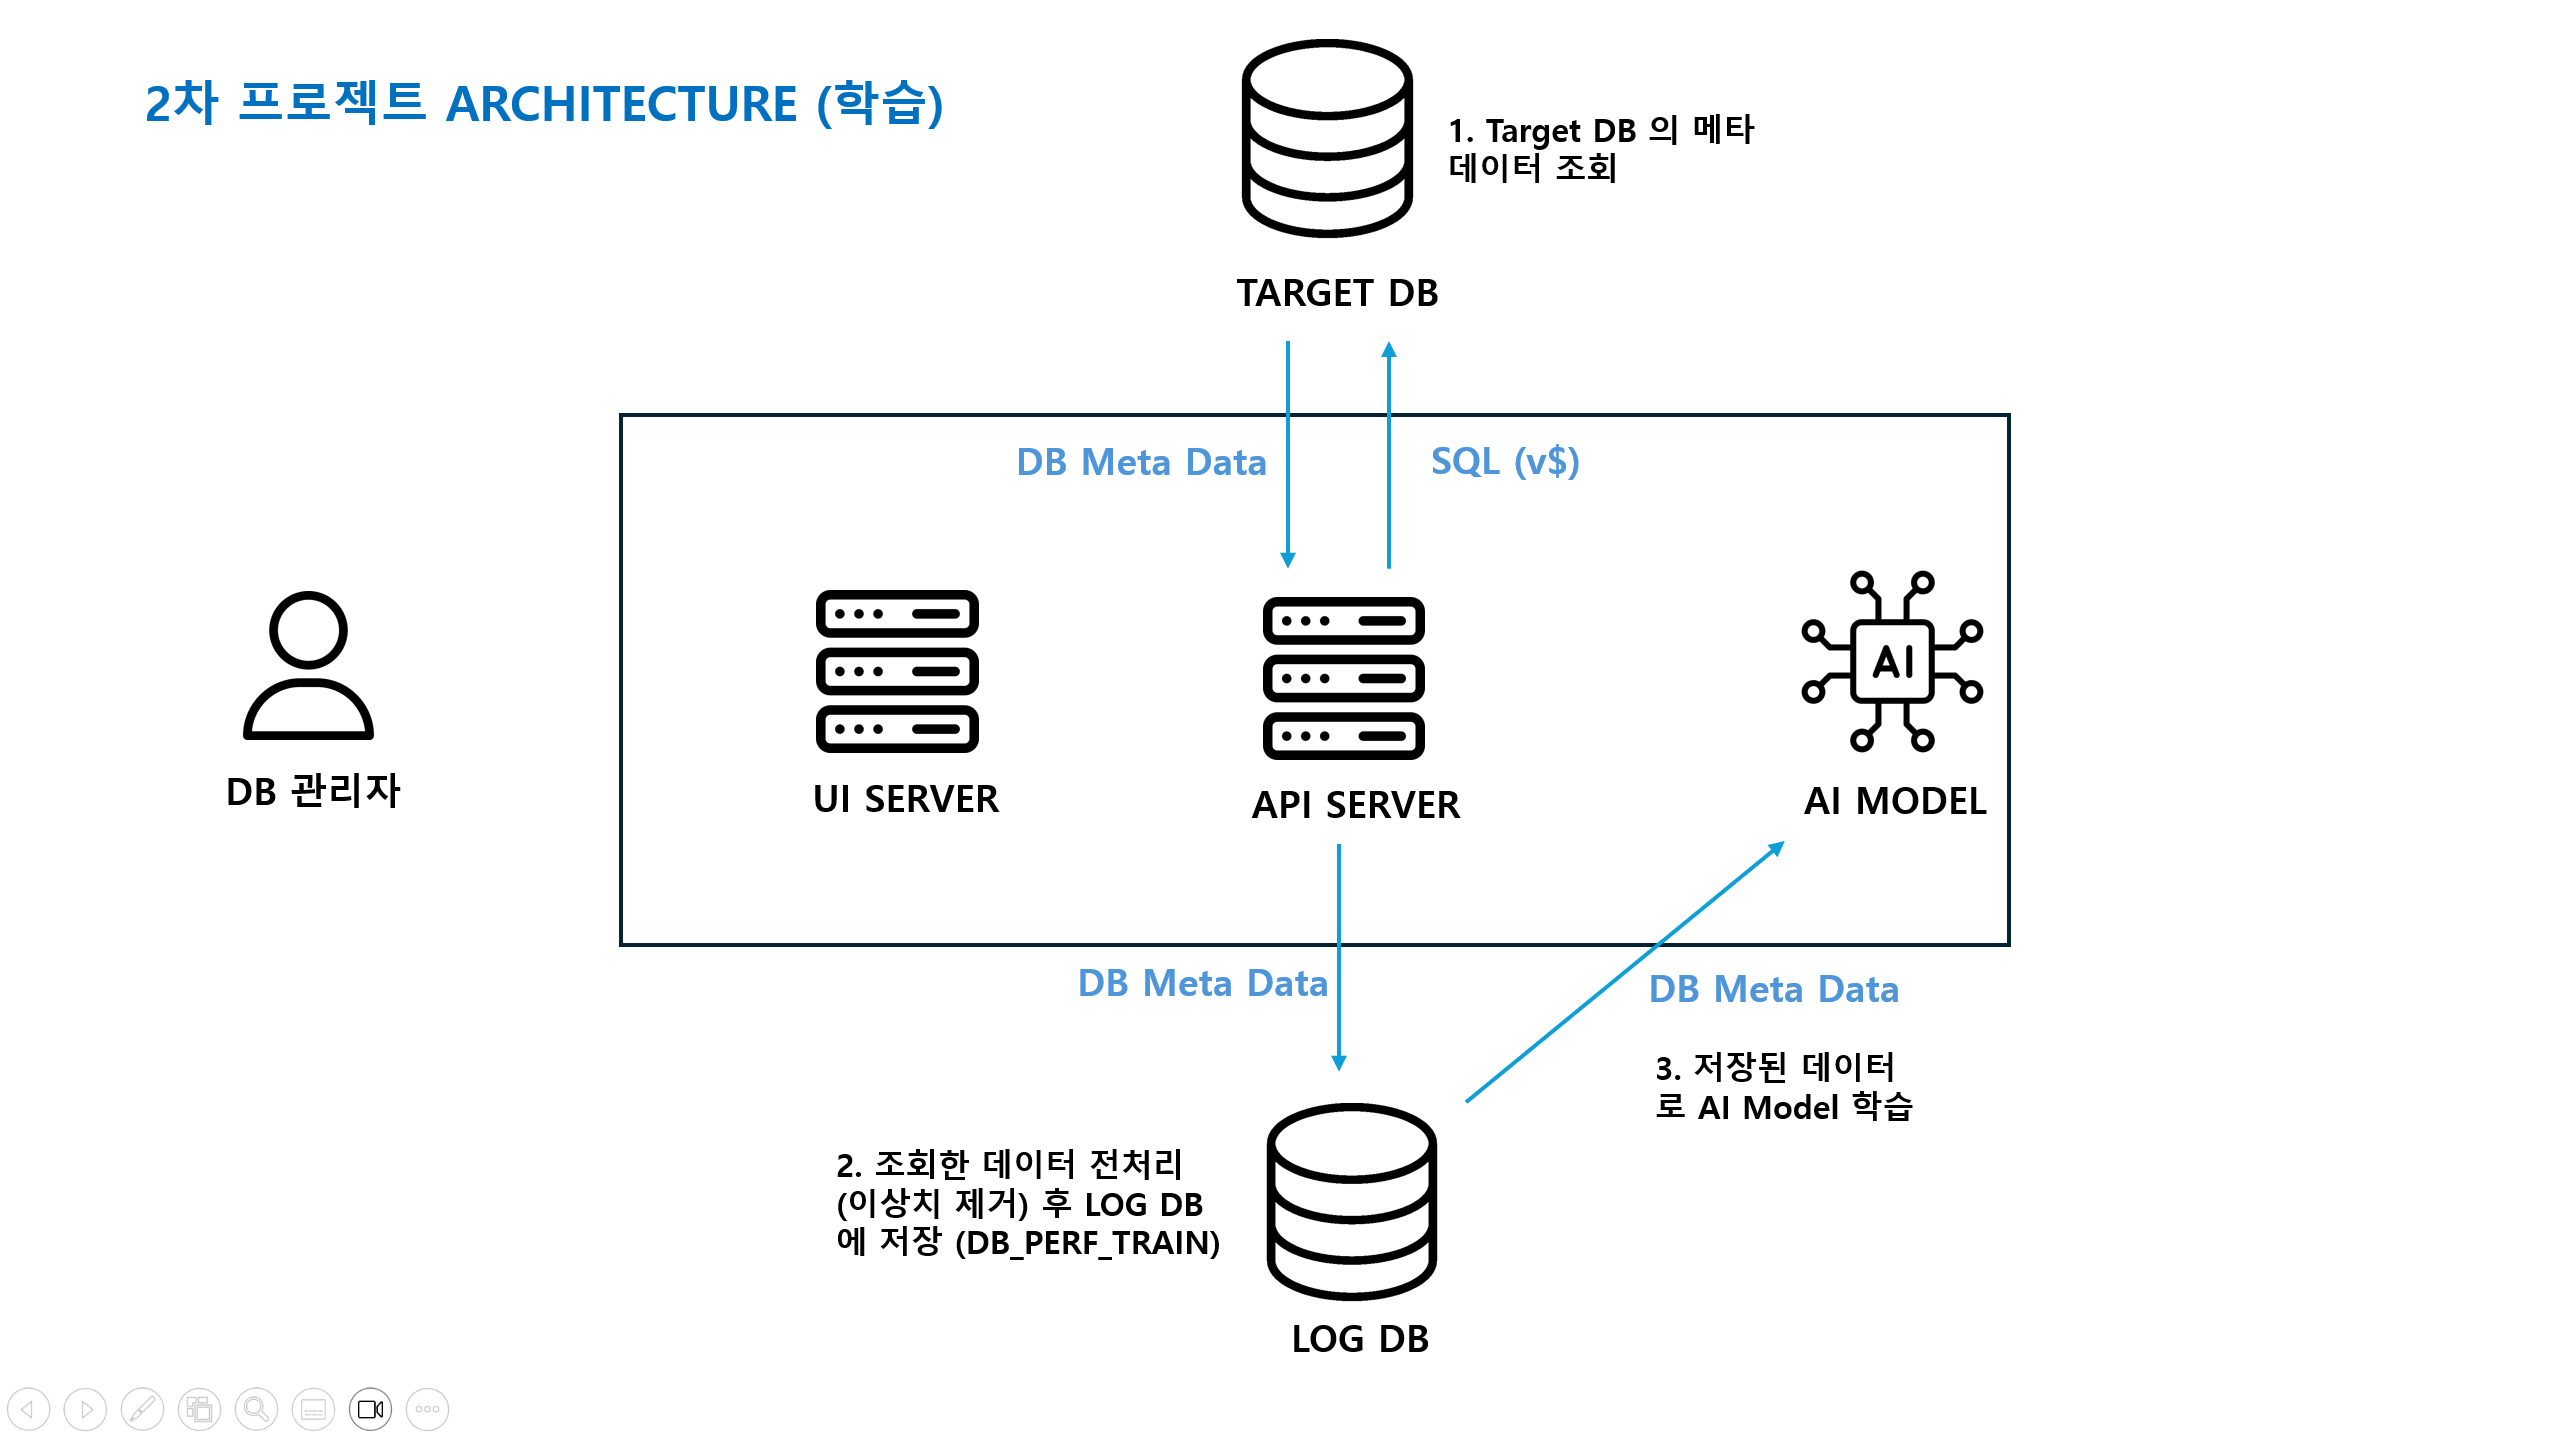 2차 프로젝트 ARCHITECTURE (학습)
1. Target DB 의 메타
데이터 조회
TARGET DB
DB Meta Data
SQL (v$)
AI
DB 관리자
UI SERVER
API SERVER
AI MODEL
DB Meta Data
DB Meta Data
3. 저장된 데이터
로 AI Model 학습
2. 조회한 데이터 전처리
(이상치 제거) 후 LOG DB
에 저장 (DB_PERF_TRAIN)
LOG DB